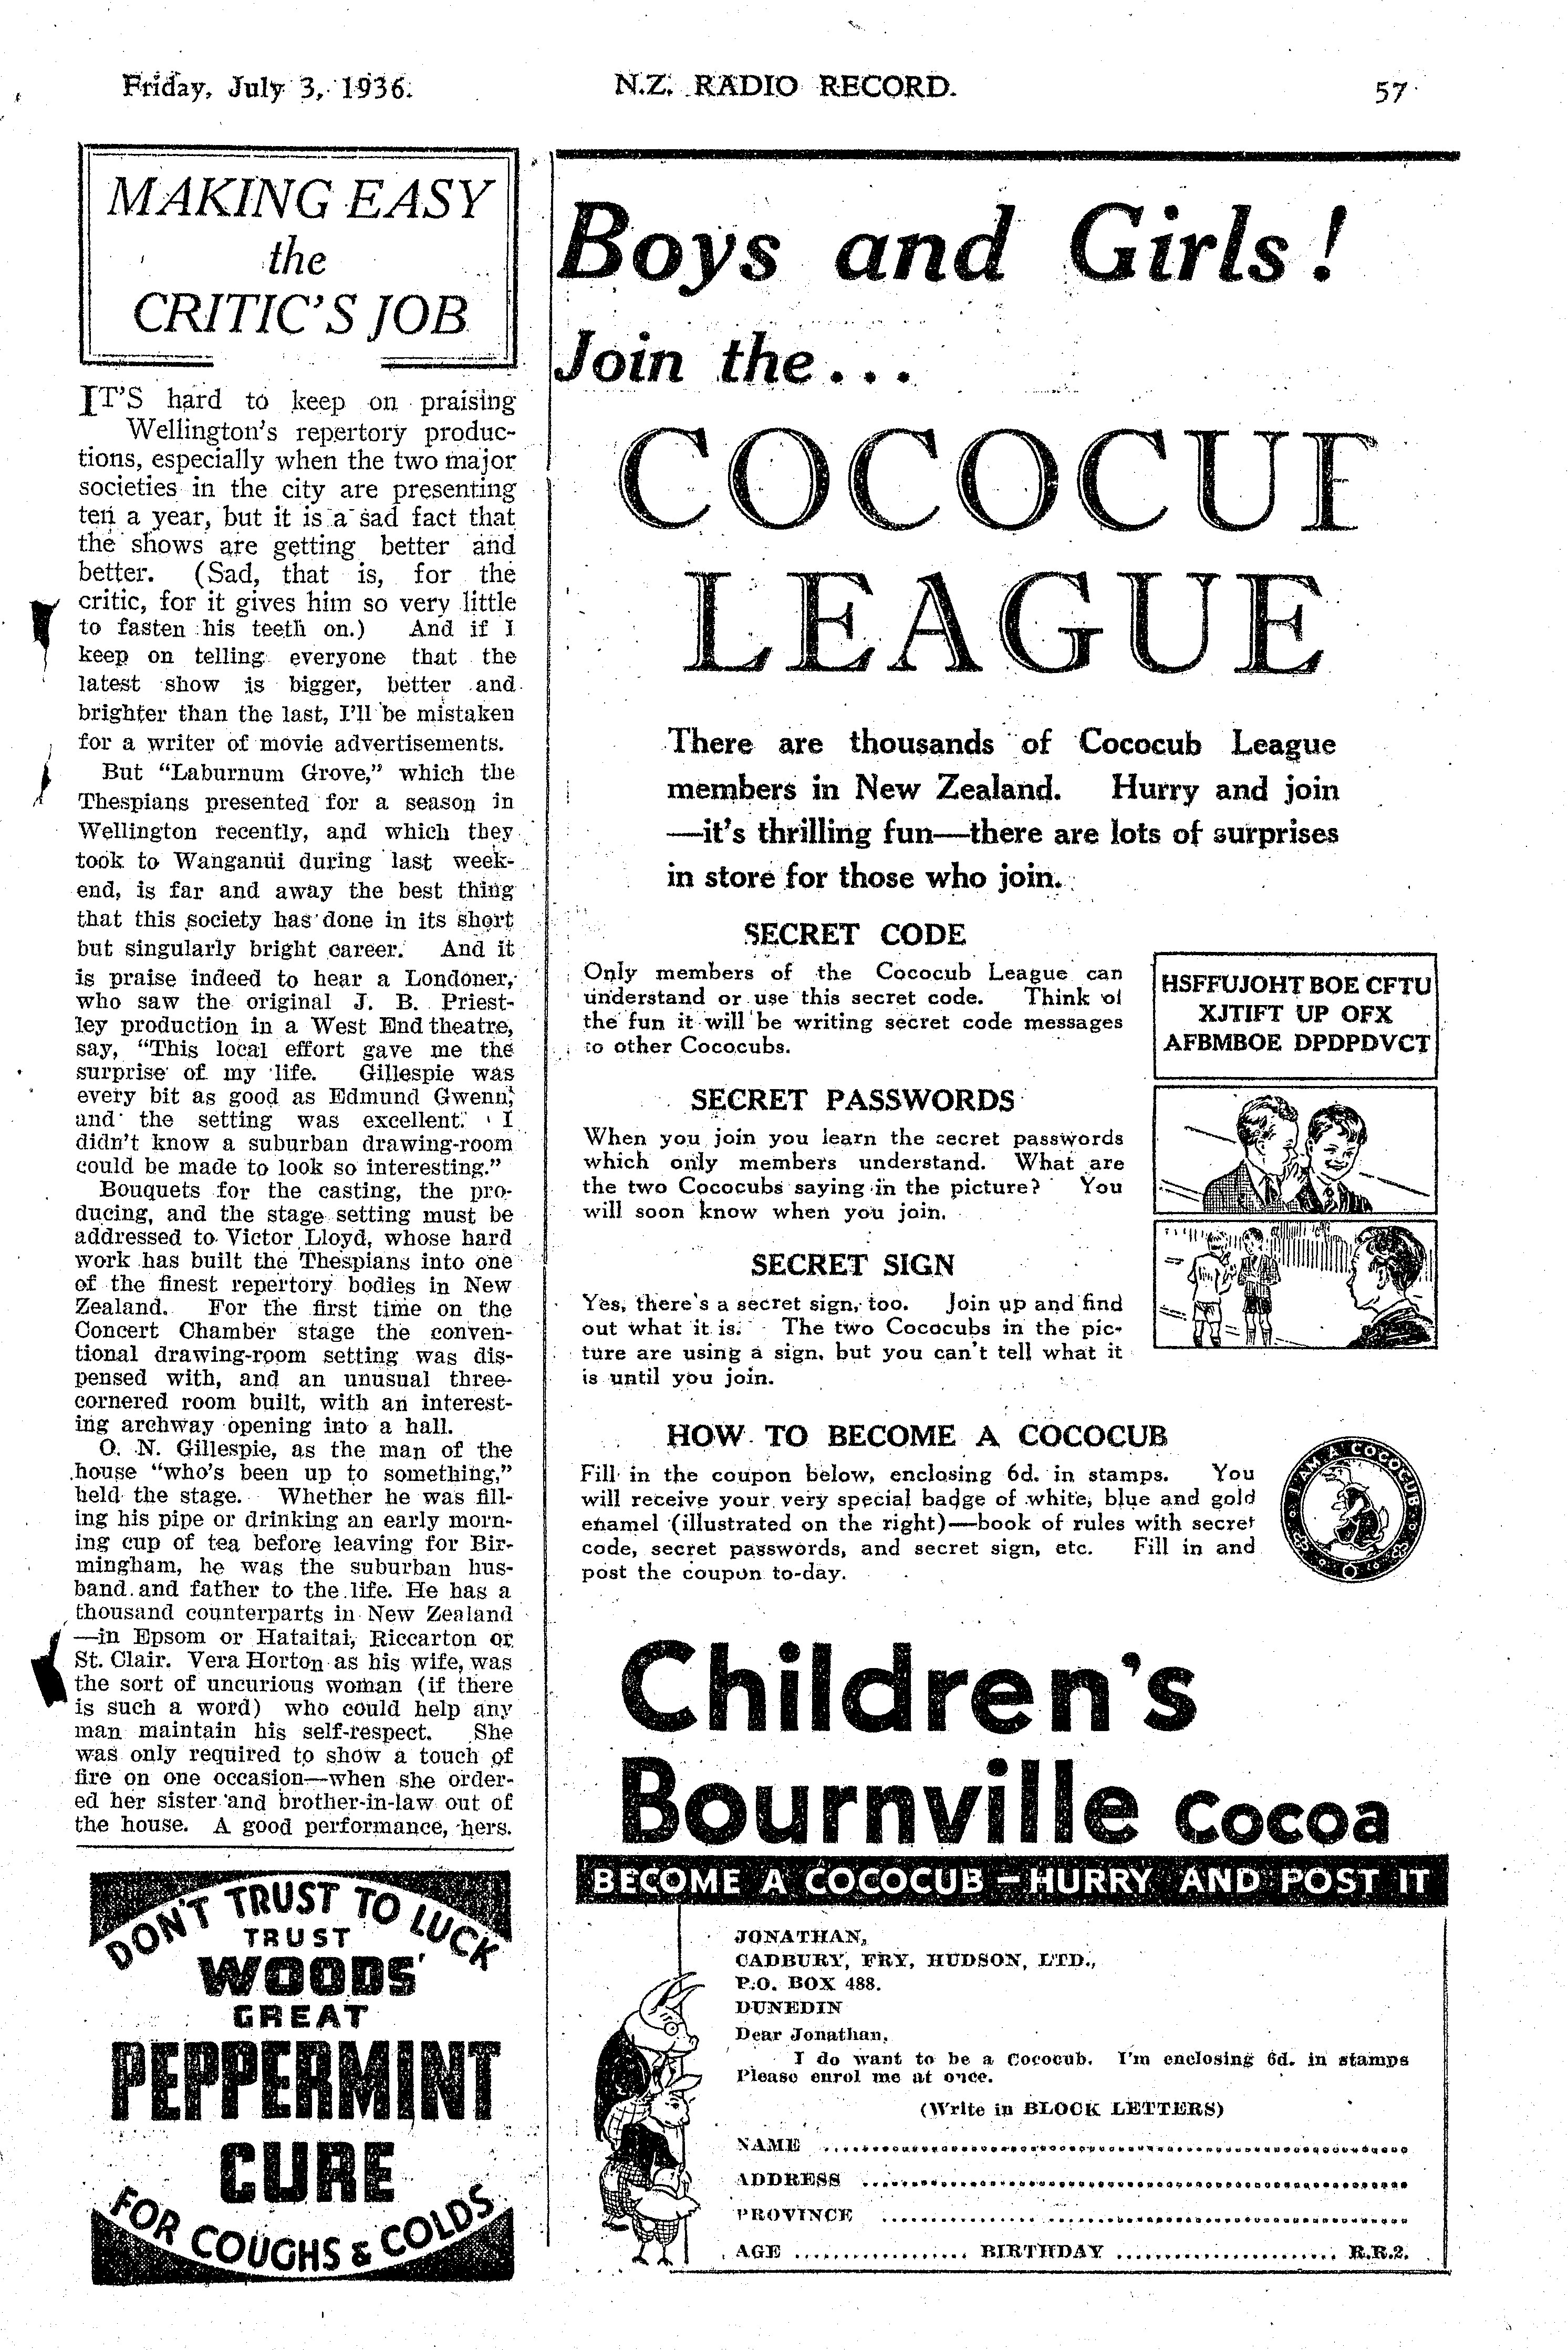 Friday, July 3, 1936.
N.Z. RADIO RECORD.
57
MAKING EASY
the
CRITIC'S JOB
IT'S hard to keep on praising
Wellington's repertory produc-
tions, especially when the two major
societies in the city are presenting
ten a year, but it is a sad fact that
the shows are getting better and
better. (Sad, that is, for the
critic, for it gives him so very little
to fasten his teeth on.) And if I
keep on telling everyone that the
latest show is bigger, better and
brighter than the last, I'll be mistaken
for a writer of movie advertisements.
But "Laburnum Grove," which the
Thespians presented for a season in
Wellington recently, and which they
took to Wanganui during last week-
end, is far and away the best thing
that this society has done in its short
but singularly bright career. And it
is praise indeed to hear a Londoner,
who saw the original J. B. Priest-
ley production in a West End theatre,
say, "This local effort gave me the
surprise of my life. Gillespie was
every bit as good as Edmund Gwenn,
and the setting was excellent. I
didn't know a suburban drawing-room
could be made to look so interesting."
Bouquets for the casting, the pro-
ducing, and the stage setting must be
addressed to Victor Lloyd, whose hard
work has built the Thespians into one
of the finest repertory bodies in New
Zealand. For the first time on the
Concert Chamber stage the conven-
tional drawing-room setting was dis-
pensed with, and an unusual three-
cornered room built, with an interest-
ing archway opening into a hall.
O. N. Gillespie, as the man of the
house "who's been up to something,"
held the stage. Whether he was fill-
ing his pipe or drinking an early morn-
ing cup of tea before leaving for Bir-
mingham, he was the suburban hus-
band and father to the life. He has a
thousand counterparts in New Zealand
—in Epsom or Hataitai, Riccarton or
St. Clair. Vera Horton as his wife, was
the sort of uncurious woman (if there
is such a word) who could help any
man maintain his self-respect. She
was only required to show a touch of
fire on one occasion—when she order-
ed her sister and brother-in-law out of
the house. A good performance, hers.
DON'T TRUST TO LUCK
TRUST
WOODS'
GREAT
PEPPERMINT
CURE
FOR COUGHS & COLDS
Boys and Girls!
Join the...
COCOCUB
LEAGUE
There are thousands of Cococub League
members in New Zealand. Hurry and join
—it's thrilling fun—there are lots of surprises
in store for those who join.
SECRET CODE
Only members of the Cococub League can
understand or use this secret code. Think of
the fun it will be writing secret code messages
to other Cococubs.
HSFFUJOHT BOE CFTU
XJTIFT UP OFX
AFBMBOE DPDPDVCT
SECRET PASSWORDS
When you join you learn the secret passwords
which only members understand. What are
the two Cococubs saying in the picture? You
will soon know when you join.
SECRET SIGN
Yes, there's a secret sign, too. Join up and find
out what it is. The two Cococubs in the pic-
ture are using a sign, but you can't tell what it
is until you join.
HOW TO BECOME A COCOCUB
Fill in the coupon below, enclosing 6d. in stamps. You
will receive your very special badge of white, blue and gold
enamel (illustrated on the right)—book of rules with secret
code, secret passwords, and secret sign, etc. Fill in and
post the coupon to-day.
I AM A COCOCUB
Children's
Bournville cocoa
BECOME A COCOCUB – HURRY AND POST IT
JONATHAN,
CADBURY, FRY, HUDSON, LTD.,
P.O. BOX 488.
DUNEDIN
Dear Jonathan,
I do want to be a Cococub. I'm enclosing 6d. in stamps
Please enrol me at once.
(Write in BLOCK LETTERS)
NAME
ADDRESS
PROVINCE
AGE .................. BIRTHDAY ........................ R.R.2.